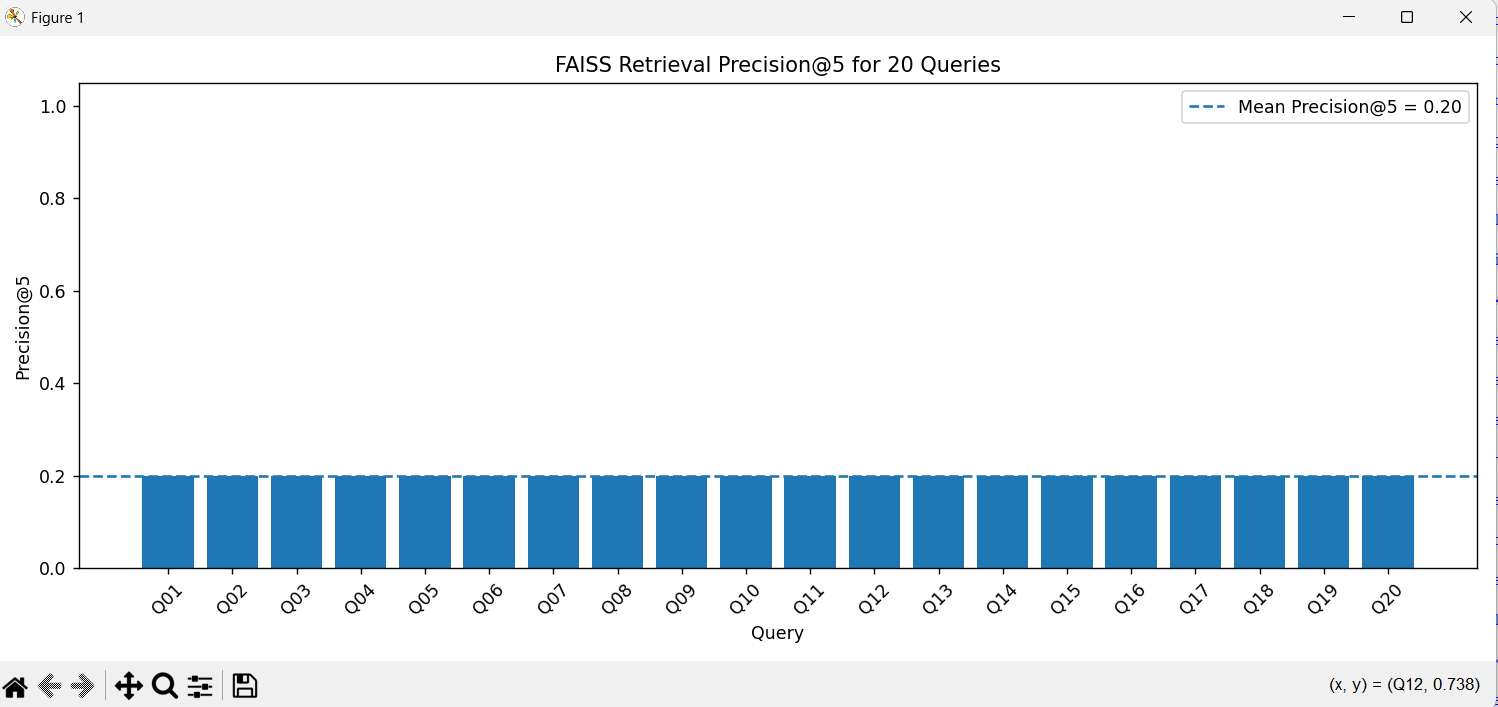 Figure 1
FAISS Retrieval Precision@5 for 20 Queries
Mean Precision@5 = 0.20
1.0
0.8
0.6
0.4
0.2
0.0
Precision@5
Q01 Q02 Q03 Q04 Q05 Q06 Q07 Q08 Q09 Q10 Q11 Q12 Q13 Q14 Q15 Q16 Q17 Q18 Q19 Q20
Query
(x, y) = (Q12, 0.738)